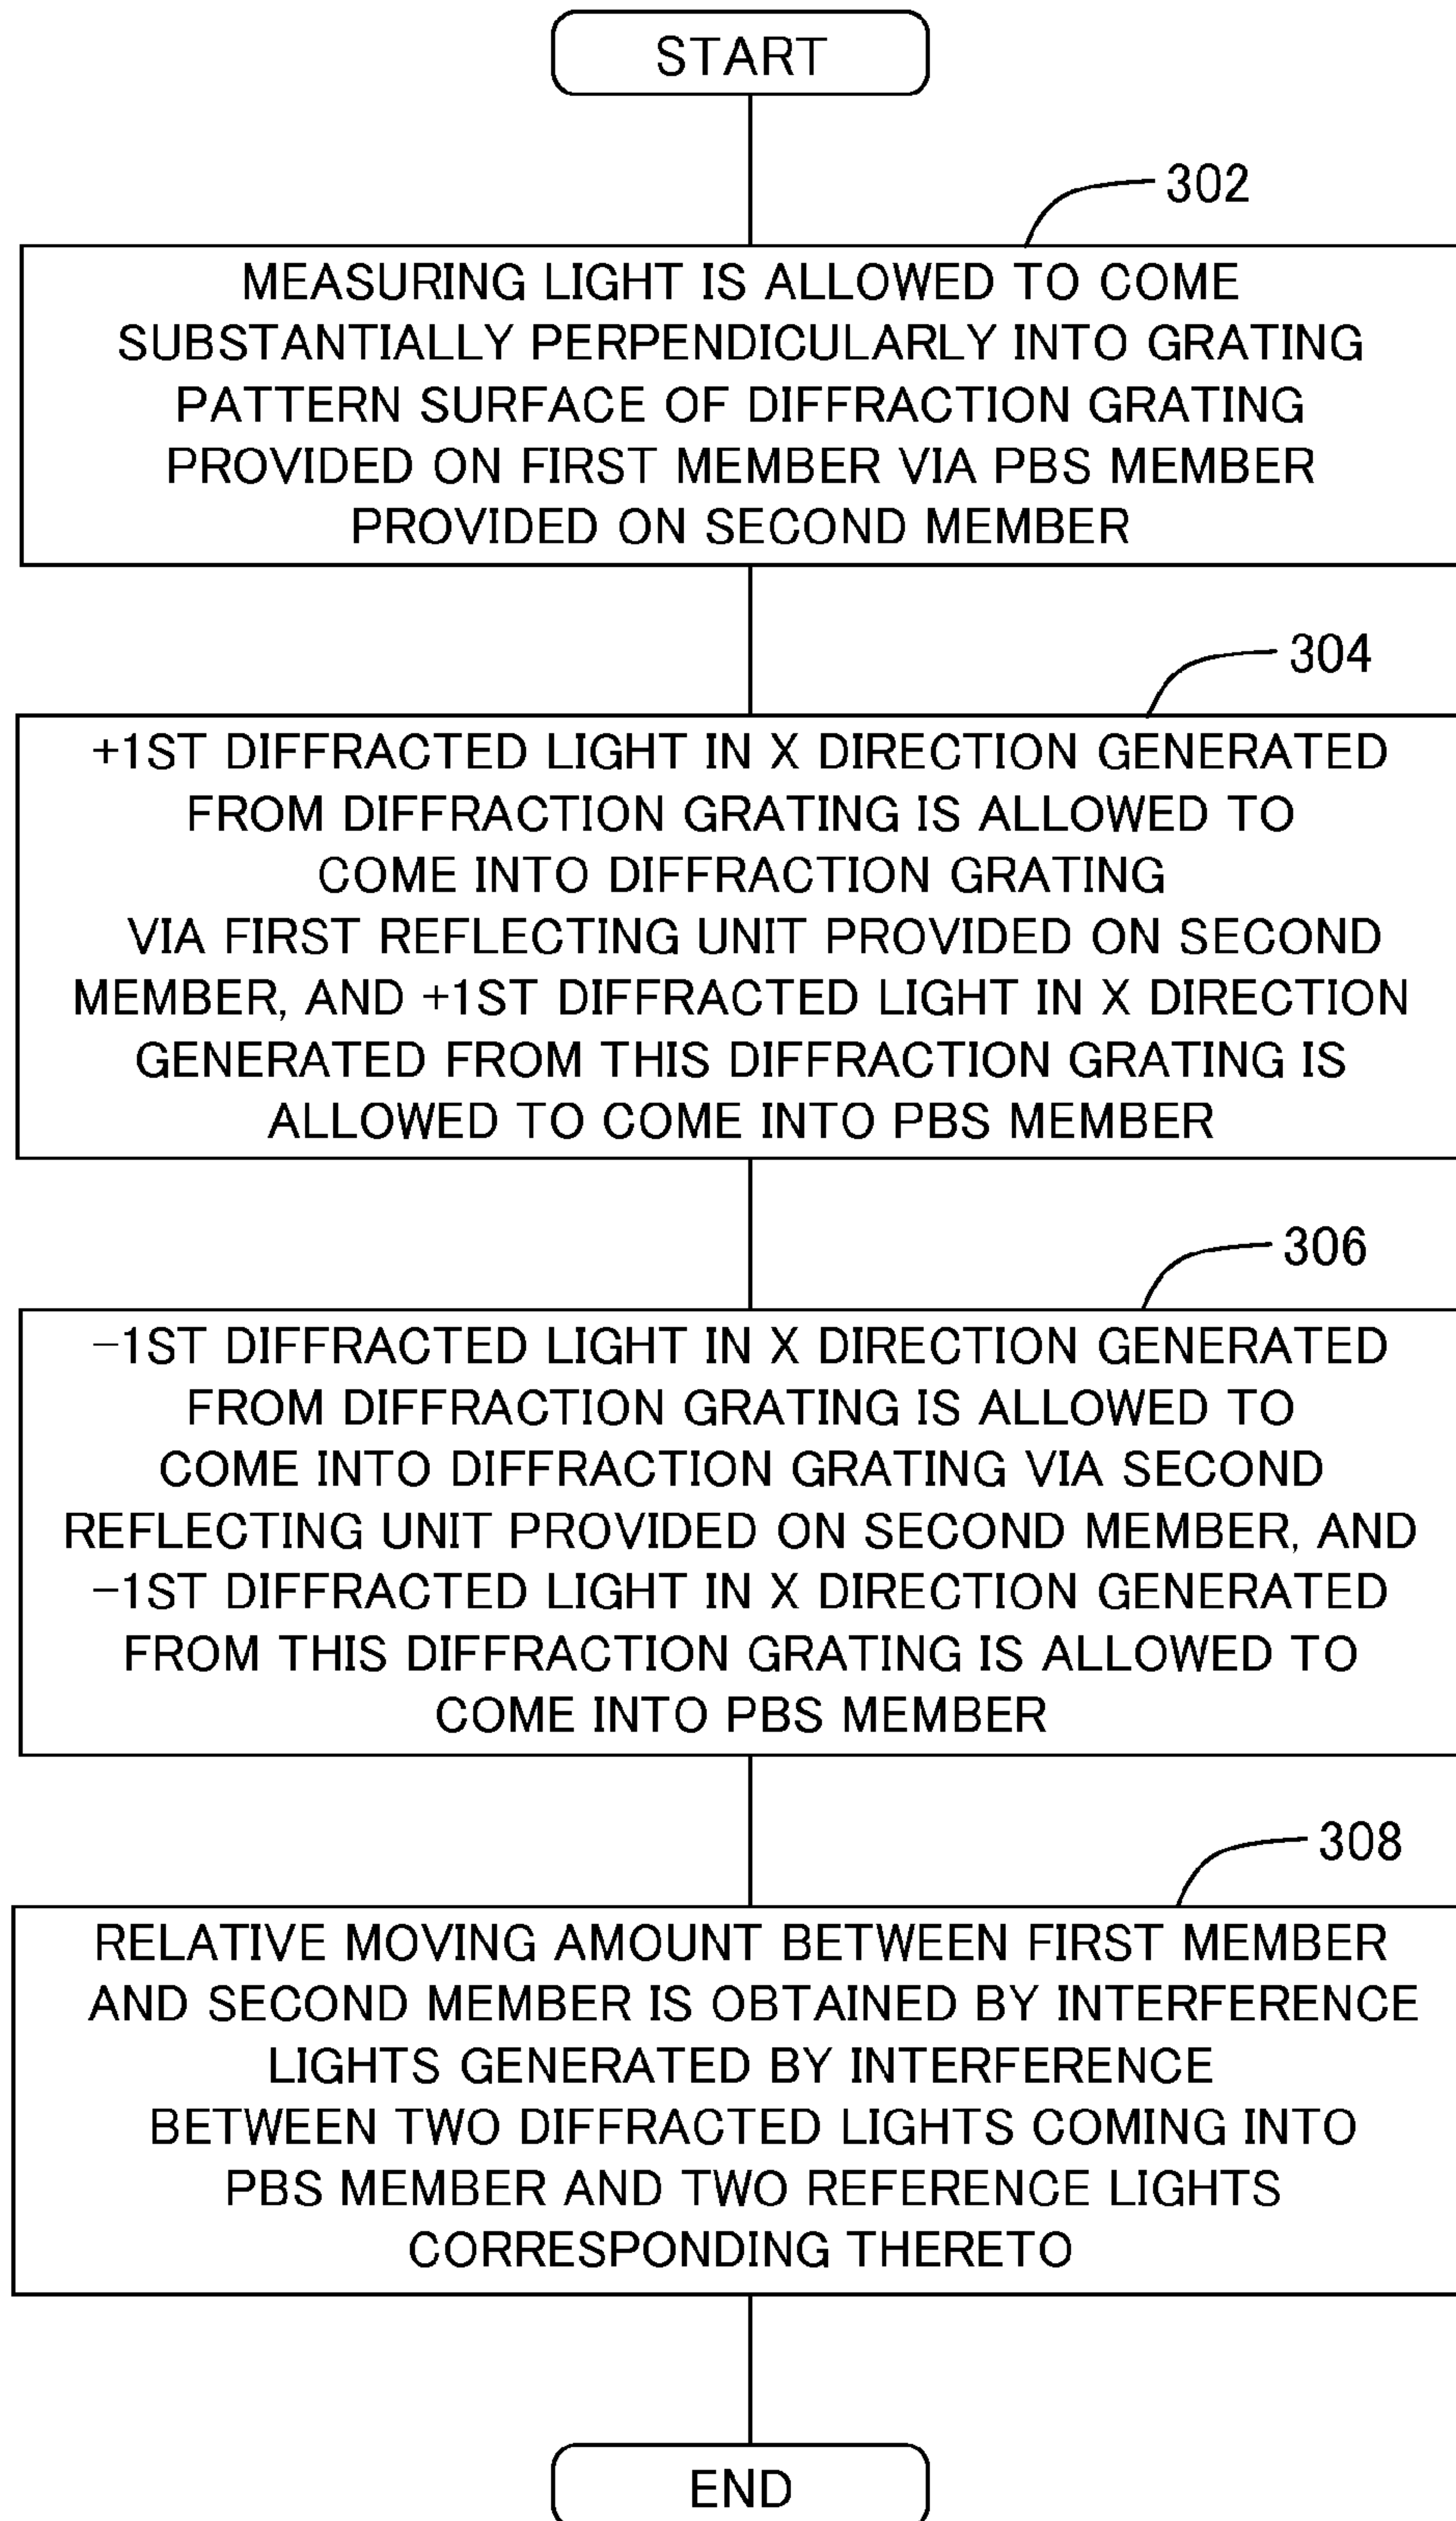 START
302
MEASURING LIGHT IS ALLOWED TO COME
SUBSTANTIALLY PERPENDICULARLY INTO GRATING
PATTERN SURFACE OF DIFFRACTION GRATING
PROVIDED ON FIRST MEMBER VIA PBS MEMBER
PROVIDED ON SECOND MEMBER
304
+1ST DIFFRACTED LIGHT IN X DIRECTION GENERATED
FROM DIFFRACTION GRATING IS ALLOWED TO
COME INTO DIFFRACTION GRATING
VIA FIRST REFLECTING UNIT PROVIDED ON SECOND
MEMBER, AND +1ST DIFFRACTED LIGHT IN X DIRECTION
GENERATED FROM THIS DIFFRACTION GRATING IS
ALLOWED TO COME INTO PBS MEMBER
306
−1ST DIFFRACTED LIGHT IN X DIRECTION GENERATED
FROM DIFFRACTION GRATING IS ALLOWED TO
COME INTO DIFFRACTION GRATING VIA SECOND
REFLECTING UNIT PROVIDED ON SECOND MEMBER, AND
−1ST DIFFRACTED LIGHT IN X DIRECTION GENERATED
FROM THIS DIFFRACTION GRATING IS ALLOWED TO
COME INTO PBS MEMBER
308
RELATIVE MOVING AMOUNT BETWEEN FIRST MEMBER
AND SECOND MEMBER IS OBTAINED BY INTERFERENCE
LIGHTS GENERATED BY INTERFERENCE
BETWEEN TWO DIFFRACTED LIGHTS COMING INTO
PBS MEMBER AND TWO REFERENCE LIGHTS
CORRESPONDING THERETO
END